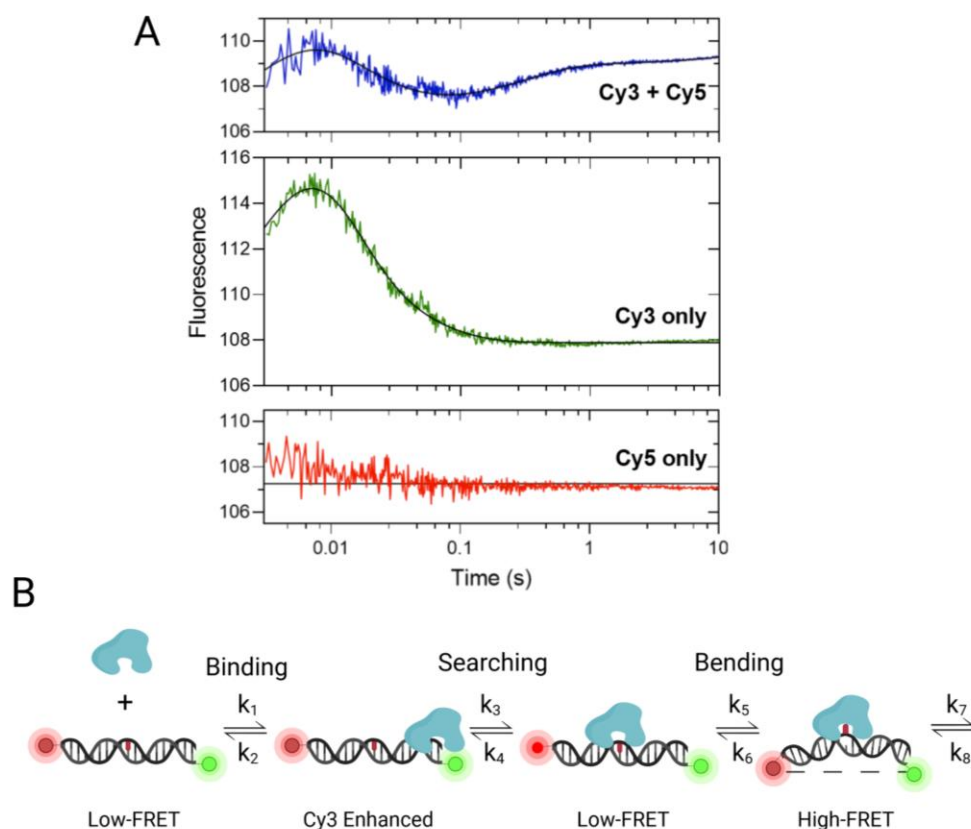 A
110
108
106
Cy3 + Cy5
116
114
112
110
108
106
Cy3 only
110
108
106
Cy5 only
Fluorescence
0.01 0.1 1 10
Time (s)
B
Binding Searching Bending
+ k₁ k₃ k₅ k₇
k₂ k₄ k₆ k₈
Low-FRET Cy3 Enhanced Low-FRET High-FRET